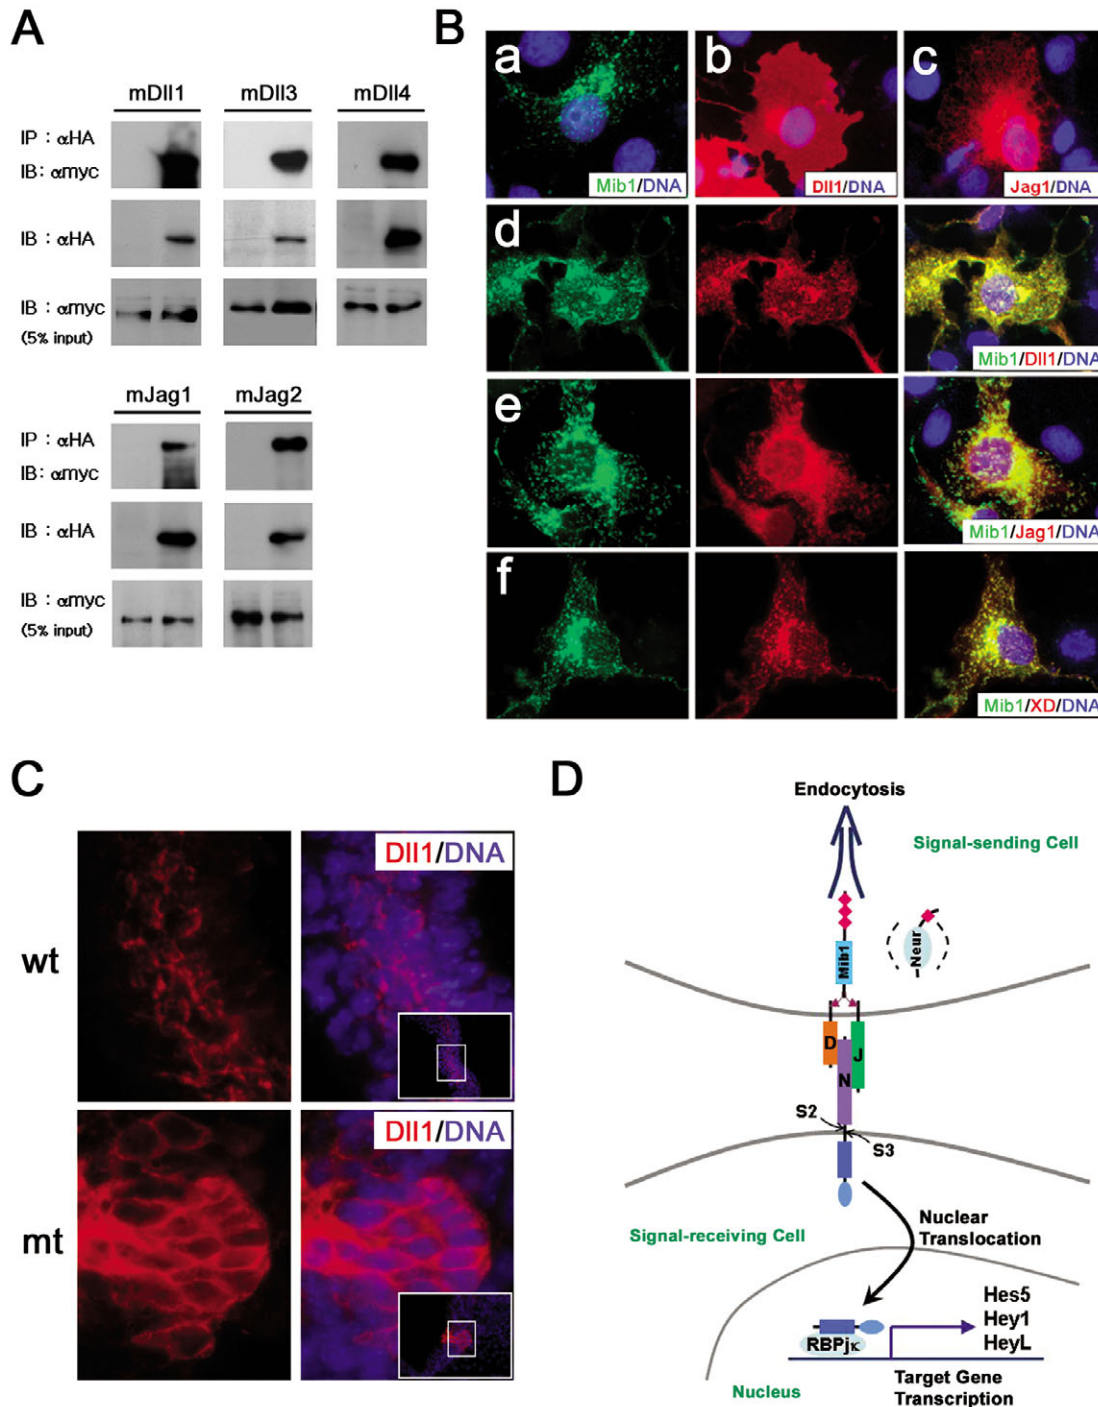 A
mDll1 mDll3 mDll4
IP : αHA
IB: αmyc
IB : αHA
IB : αmyc
(5% input)
mJag1 mJag2
IP : αHA
IB: αmyc
IB : αHA
IB : αmyc
(5% input)
B
a b c
Mib1/DNA Dll1/DNA Jag1/DNA
d
Mib1/Dll1/DNA
e
Mib1/Jag1/DNA
f
Mib1/XD/DNA
C
Dll1/DNA
wt
Dll1/DNA
mt
D
Endocytosis
Signal-sending Cell
Neur
Mib1
D
J
N
S2
S3
Signal-receiving Cell
Nuclear
Translocation
Hes5
Hey1
HeyL
RBPjκ
Target Gene
Transcription
Nucleus